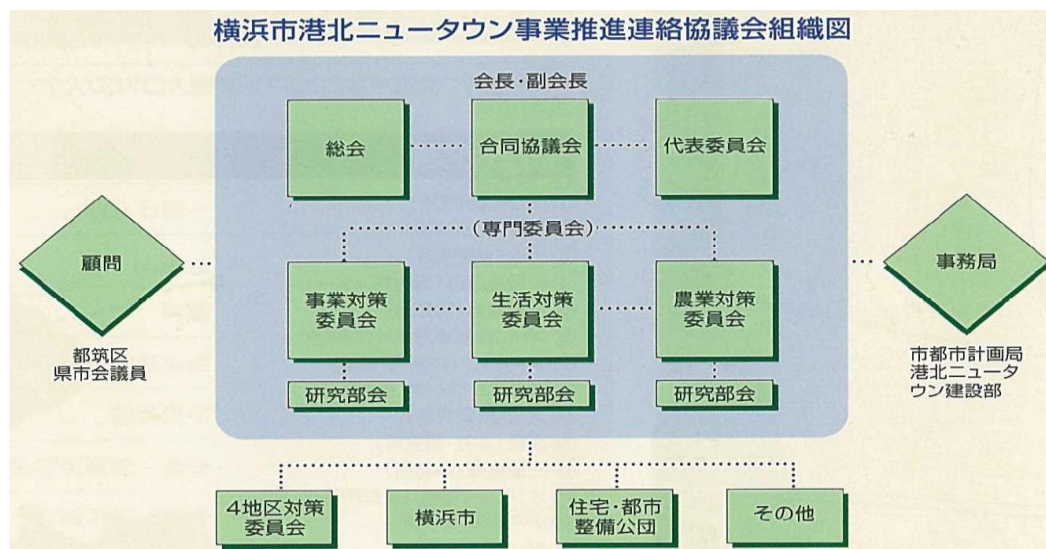 横浜市港北ニュータウン事業推進連絡協議会組織図
会長・副会長
総会
合同協議会
代表委員会
(専門委員会)
顧問
都筑区
県市会議員
事業対策
委員会
生活対策
委員会
農業対策
委員会
事務局
市都市計画局
港北ニュータ
ウン建設部
研究部会
研究部会
研究部会
4地区対策
委員会
横浜市
住宅・都市
整備公団
その他